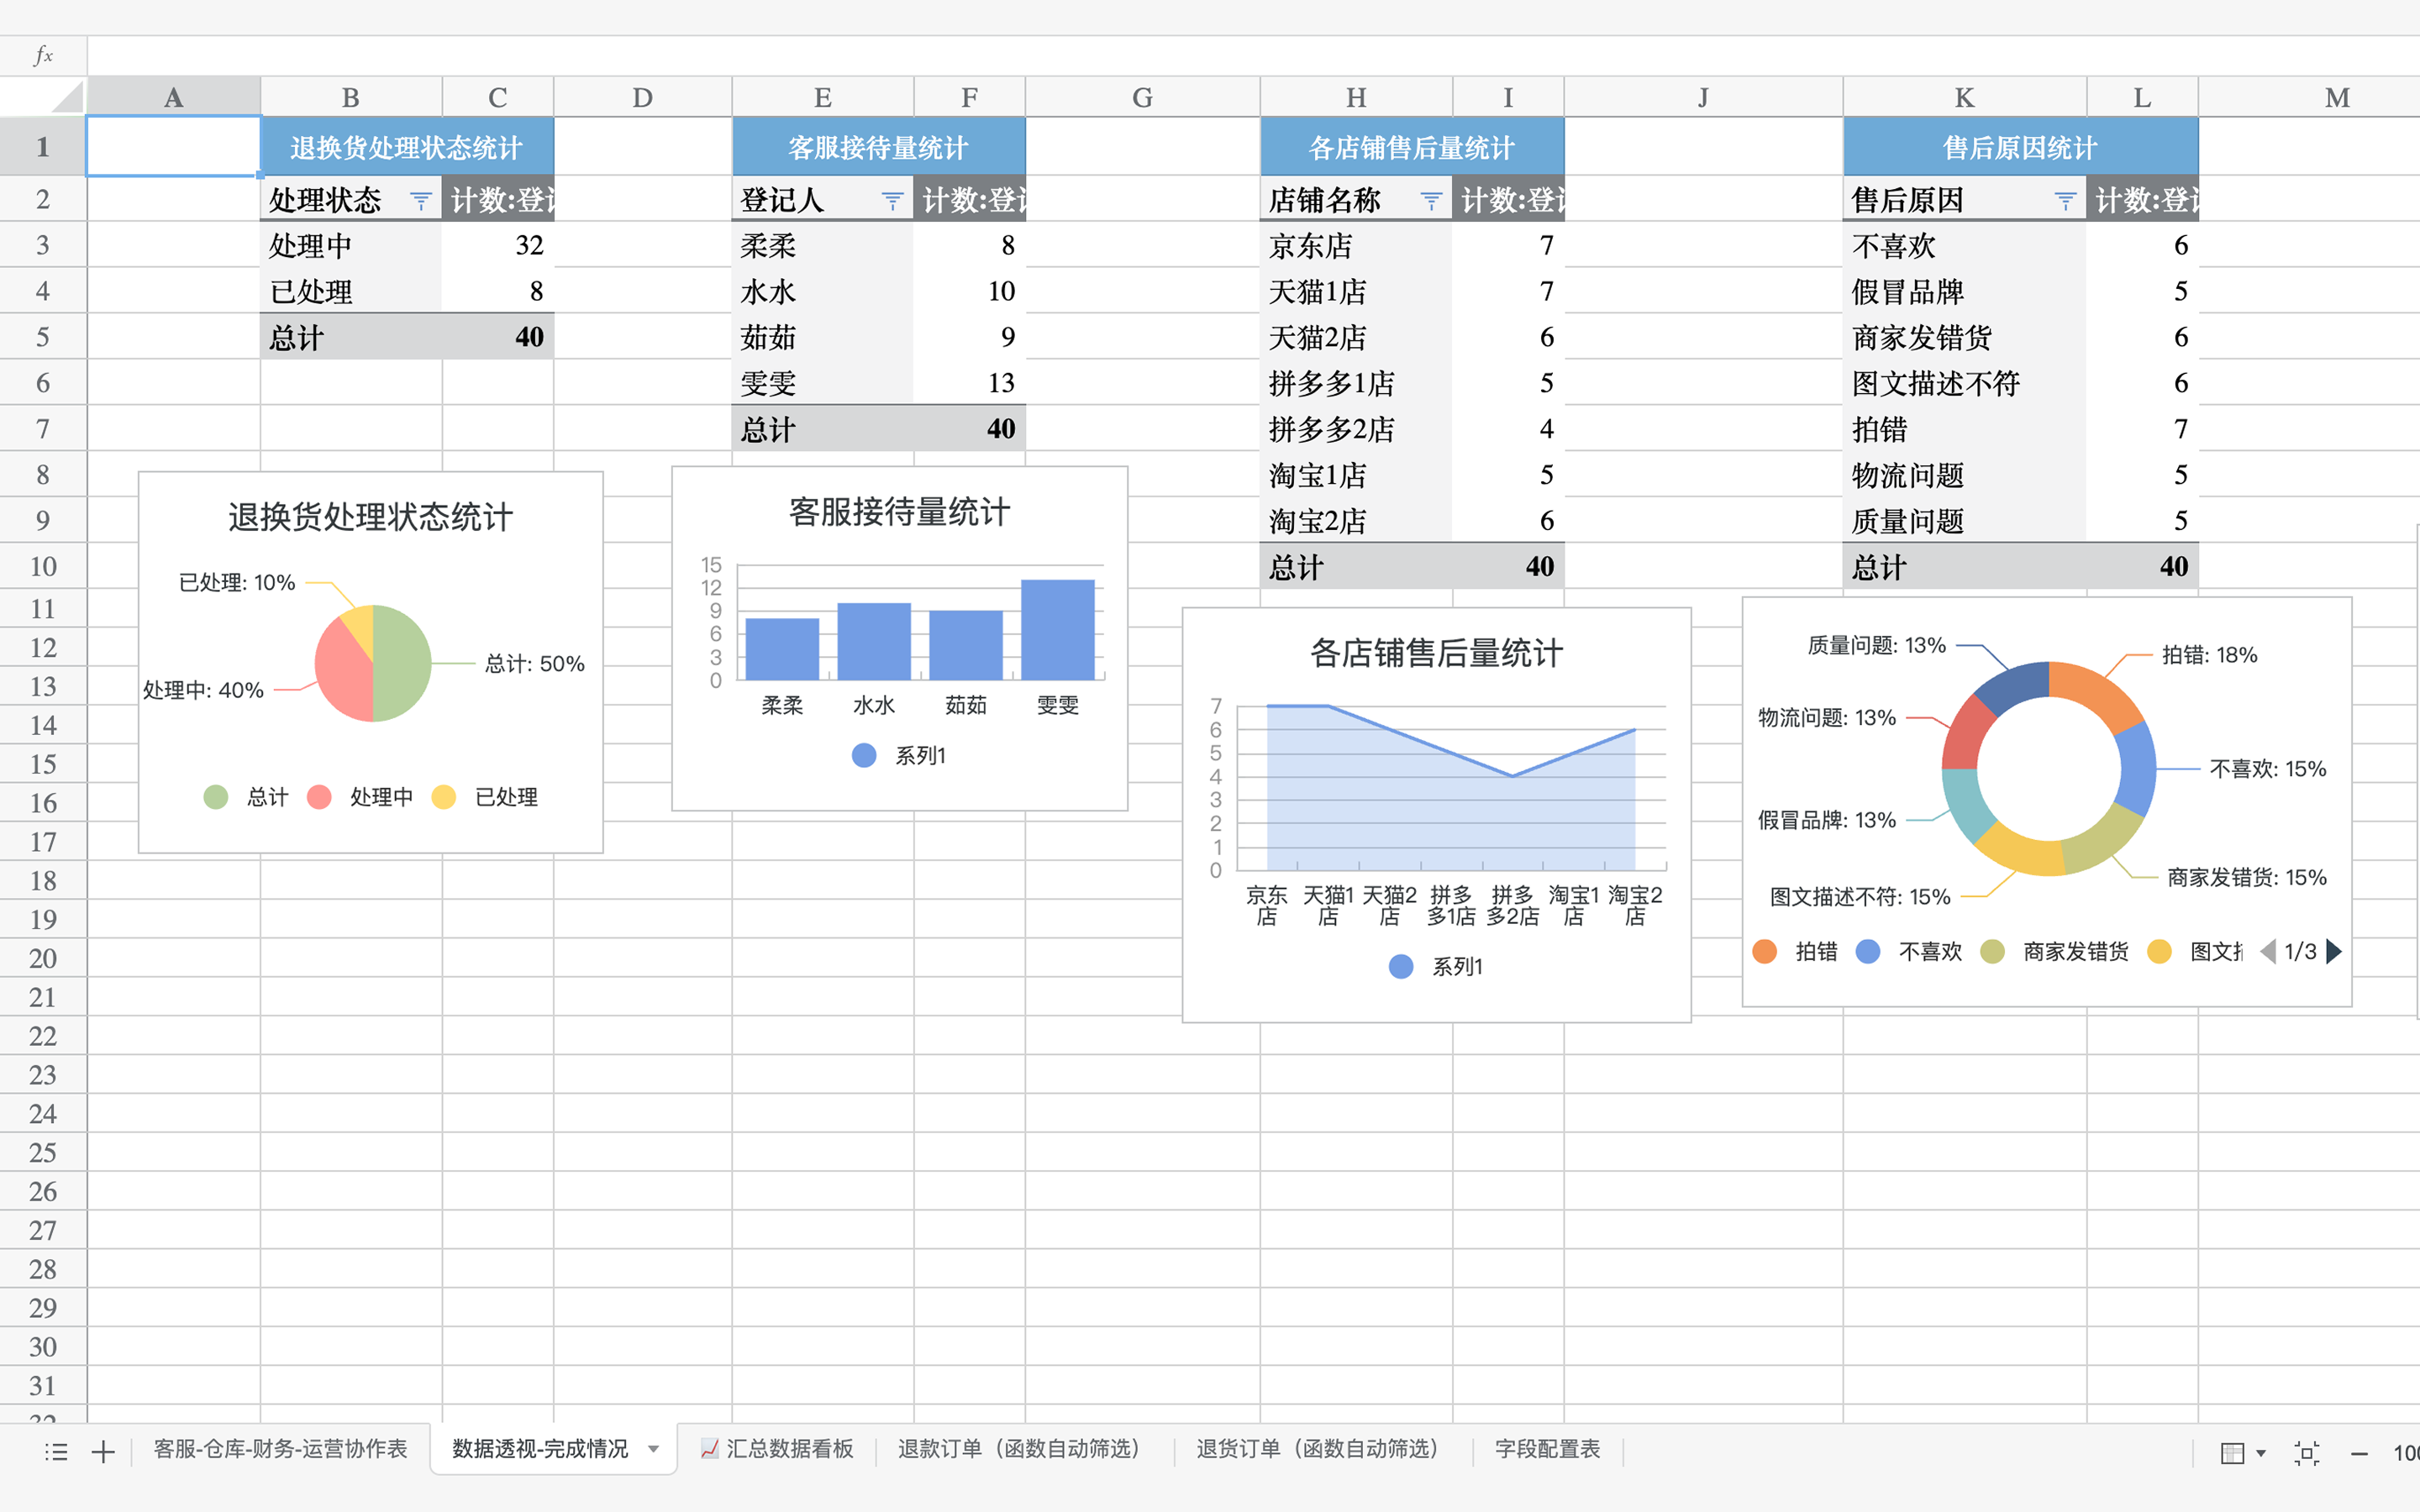 fx
A B C D E F G H I J K L M
1 退换货处理状态统计 客服接待量统计 各店铺售后量统计 售后原因统计
2 处理状态 计数:登 登记人 计数:登 店铺名称 计数:登 售后原因 计数:登
3 处理中 32 柔柔 8 京东店 7 不喜欢 6
4 已处理 8 水水 10 天猫1店 7 假冒品牌 5
5 总计 40 茹茹 9 天猫2店 6 商家发错货 6
6 雯雯 13 拼多多1店 5 图文描述不符 6
7 总计 40 拼多多2店 4 拍错 7
8 淘宝1店 5 物流问题 5
9 淘宝2店 6 质量问题 5
10 总计 40 总计 40
11
12
13
14
15
16
17
18
19
20
21
22
23
24
25
26
27
28
29
30
31
退换货处理状态统计
已处理: 10%
总计: 50%
处理中: 40%
总计 处理中 已处理
客服接待量统计
15
12
9
6
3
0
柔柔 水水 茹茹 雯雯
系列1
各店铺售后量统计
7
6
5
4
3
2
1
0
京东店 天猫1店 天猫2店 拼多多1店 拼多多2店 淘宝1店 淘宝2店
系列1
质量问题: 13%
拍错: 18%
物流问题: 13%
不喜欢: 15%
假冒品牌: 13%
商家发错货: 15%
图文描述不符: 15%
拍错 不喜欢 商家发错货 图文 1/3
客服-仓库-财务-运营协作表 数据透视-完成情况 汇总数据看板 退款订单（函数自动筛选） 退货订单（函数自动筛选） 字段配置表